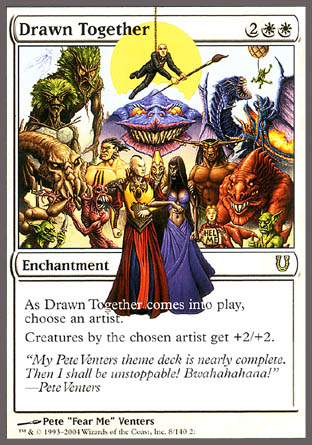 Drawn Together 2
HELP
ME
Enchantment
As Drawn Together comes into play,
choose an artist.
Creatures by the chosen artist get +2/+2.
"My Pete Venters theme deck is nearly complete.
Then I shall be unstoppable! Bwahahahaaa!"
—Pete Venters
Pete "Fear Me" Venters
™ & © 1993–2004 Wizards of the Coast, Inc. 8/140